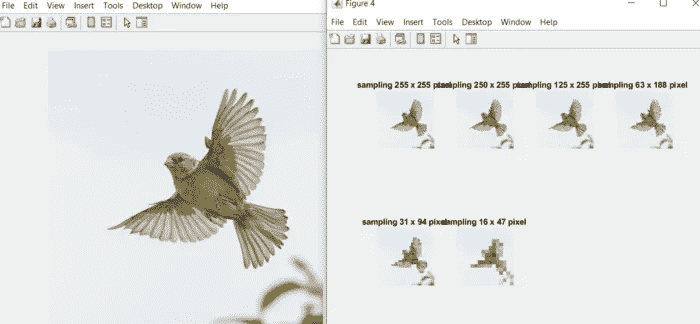 File Edit View Insert Tools Desktop Window Help
Figure 4
File Edit View Insert Tools Desktop Window Help
sampling 255 x 255 pixel sampling 250 x 255 pixel sampling 125 x 255 pixel sampling 63 x 188 pixel
sampling 31 x 94 pixel sampling 16 x 47 pixel